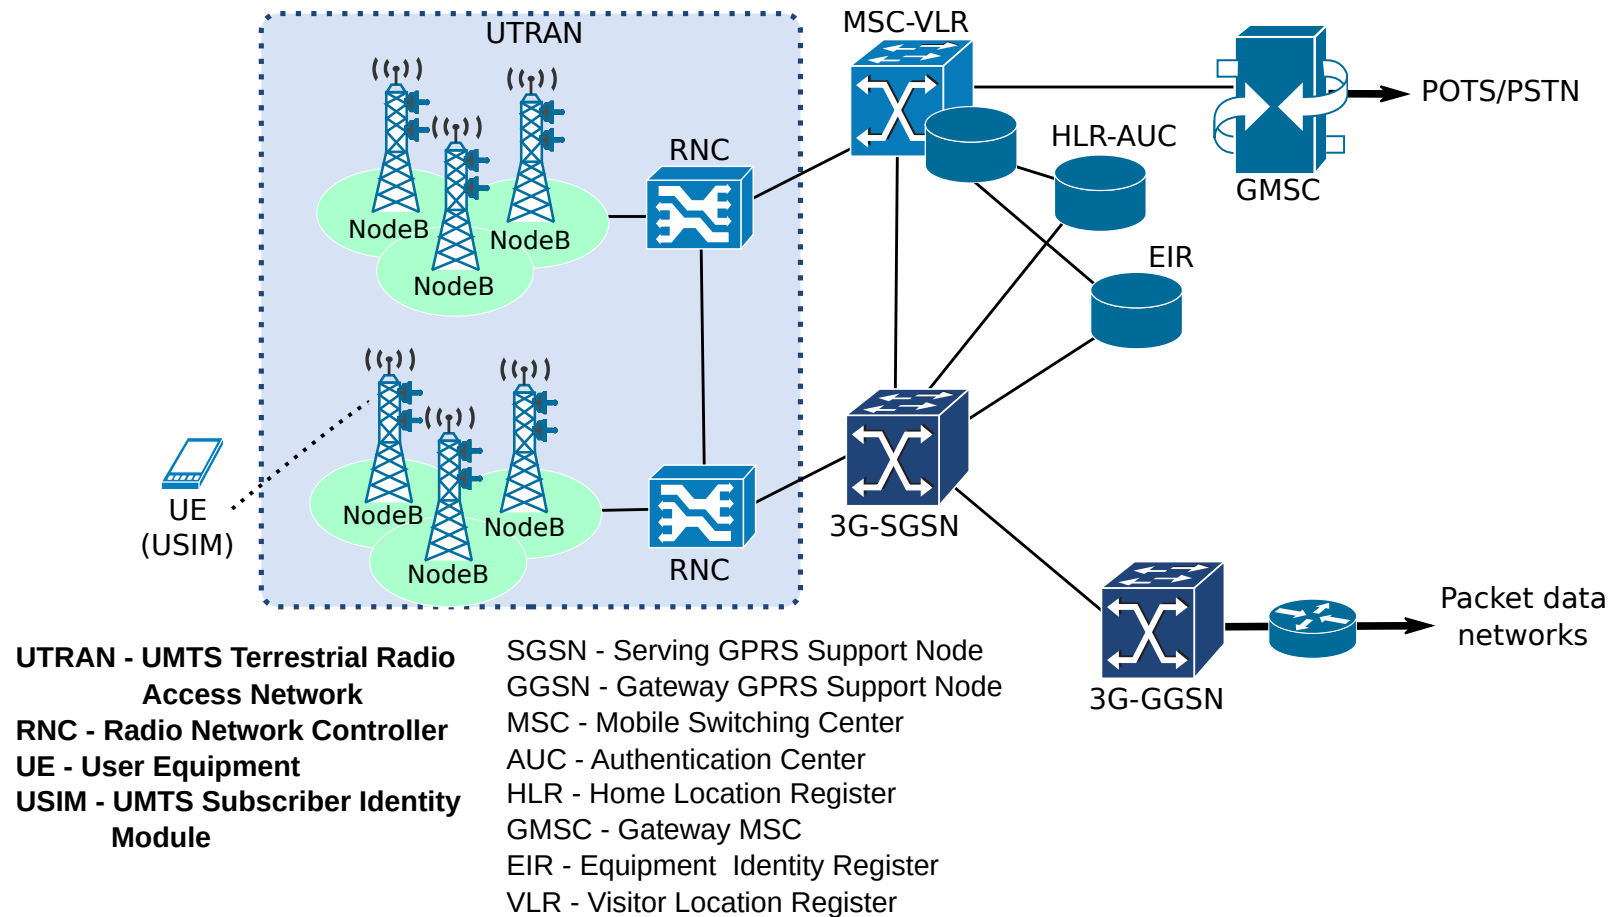 UTRAN
MSC-VLR
POTS/PSTN
HLR-AUC
RNC
GMSC
NodeB
NodeB
NodeB
EIR
UE
(USIM)
NodeB
NodeB
NodeB
RNC
3G-SGSN
Packet data
networks
3G-GGSN
UTRAN - UMTS Terrestrial Radio
Access Network
RNC - Radio Network Controller
UE - User Equipment
USIM - UMTS Subscriber Identity
Module
SGSN - Serving GPRS Support Node
GGSN - Gateway GPRS Support Node
MSC - Mobile Switching Center
AUC - Authentication Center
HLR - Home Location Register
GMSC - Gateway MSC
EIR - Equipment  Identity Register
VLR - Visitor Location Register